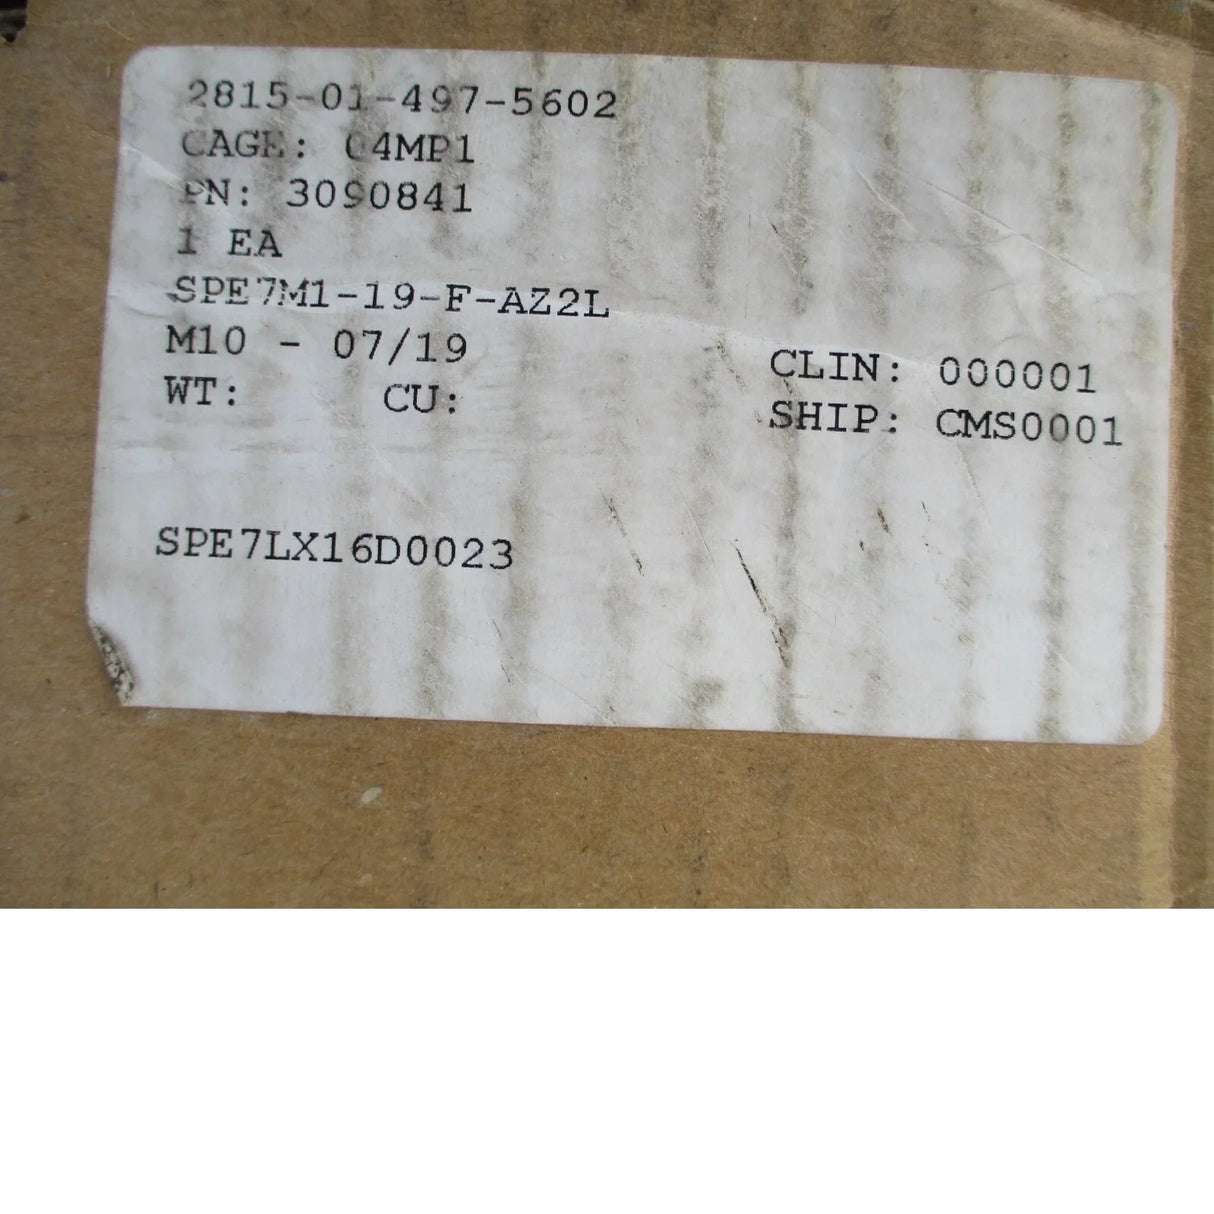 2815-01-497-5602
CAGE: 04MP1
PN: 3090841
1 EA
SPE7M1-19-F-AZ2L
M10 - 07/19
CLIN: 000001
WT: CU:
SHIP: CMS0001
SPE7LX16D0023